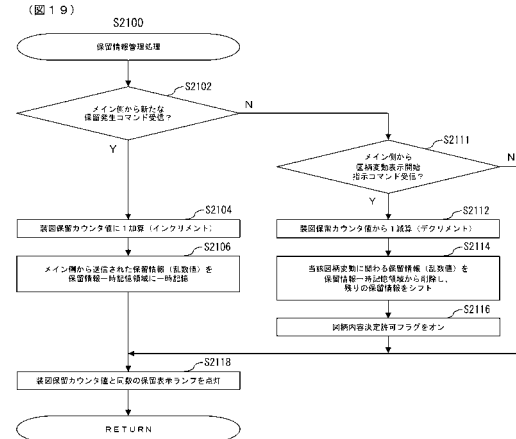 (図19)
S2100
保留情報管理処理
S2102
メイン側から新たな
保留発生コマンド受信?
N
Y
S2111
メイン側から
図柄変動表示開始
指示コマンド受信?
N
Y
S2104
装図保留カウンタ値に1加算(インクリメント)
S2106
メイン側から送信された保留情報(乱数値)を
保留情報一時記憶領域に一時記憶
S2112
装図保留カウンタ値から1減算(デクリメント)
S2114
当該図柄変動に関わる保留情報(乱数値)を
保留情報一時記憶領域から削除し、
残りの保留情報をシフト
S2116
図柄内容決定許可フラグをオン
S2118
装図保留カウンタ値と同数の保留表示ランプを点灯
RETURN